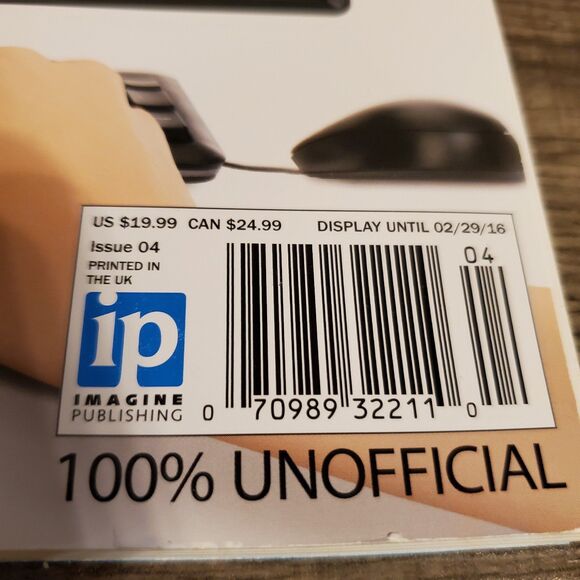 US $19.99 CAN $24.99 DISPLAY UNTIL 02/29/16
Issue 04
PRINTED IN
THE UK
04
ip
IMAGINE
PUBLISHING
0 70989 32211 0
100% UNOFFICIAL